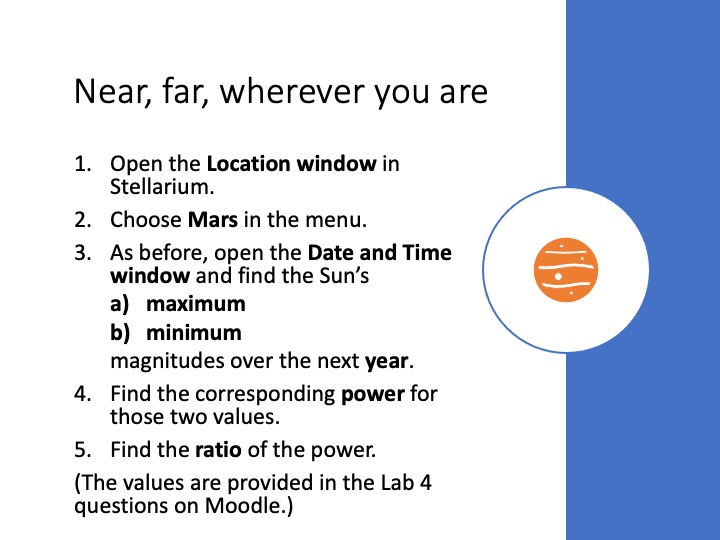 Near, far, wherever you are
1. Open the Location window in
Stellarium.
2. Choose Mars in the menu.
3. As before, open the Date and Time
window and find the Sun’s
a) maximum
b) minimum
magnitudes over the next year.
4. Find the corresponding power for
those two values.
5. Find the ratio of the power.
(The values are provided in the Lab 4
questions on Moodle.)